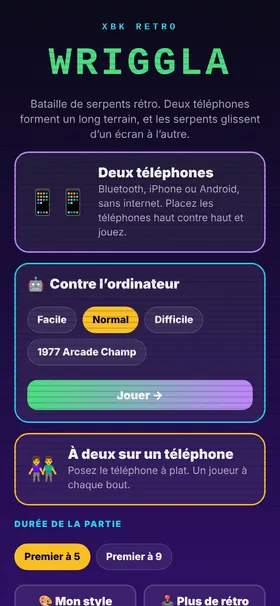 XBK RETRO
WRIGGLA
Bataille de serpents rétro. Deux téléphones
forment un long terrain, et les serpents glissent
d’un écran à l’autre.
Deux téléphones
Bluetooth, iPhone ou Android,
sans internet. Placez les
téléphones haut contre haut et
jouez.
Contre l’ordinateur
Facile
Normal
Difficile
1977 Arcade Champ
Jouer →
À deux sur un téléphone
Posez le téléphone à plat. Un joueur à
chaque bout.
DURÉE DE LA PARTIE
Premier à 5
Premier à 9
Mon style
Plus de rétro